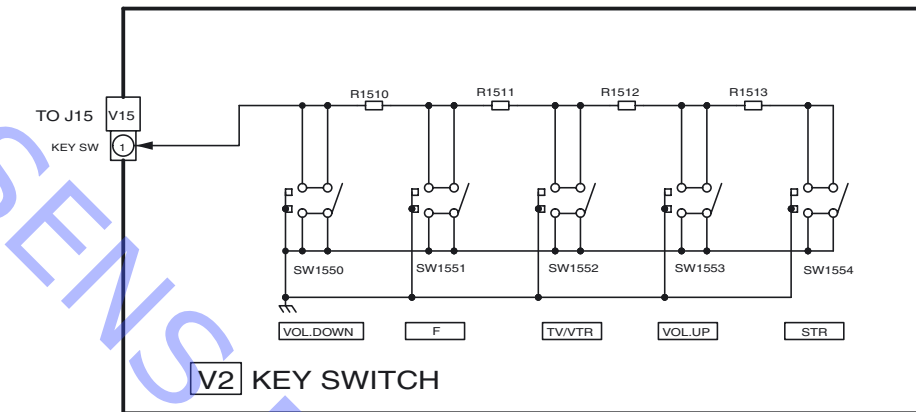 R1510 R1511 R1512 R1513
TO J15 V15
KEY SW 1
SW1550 SW1551 SW1552 SW1553 SW1554
VOL.DOWN F TV/VTR VOL.UP STR
V2 KEY SWITCH
SENS